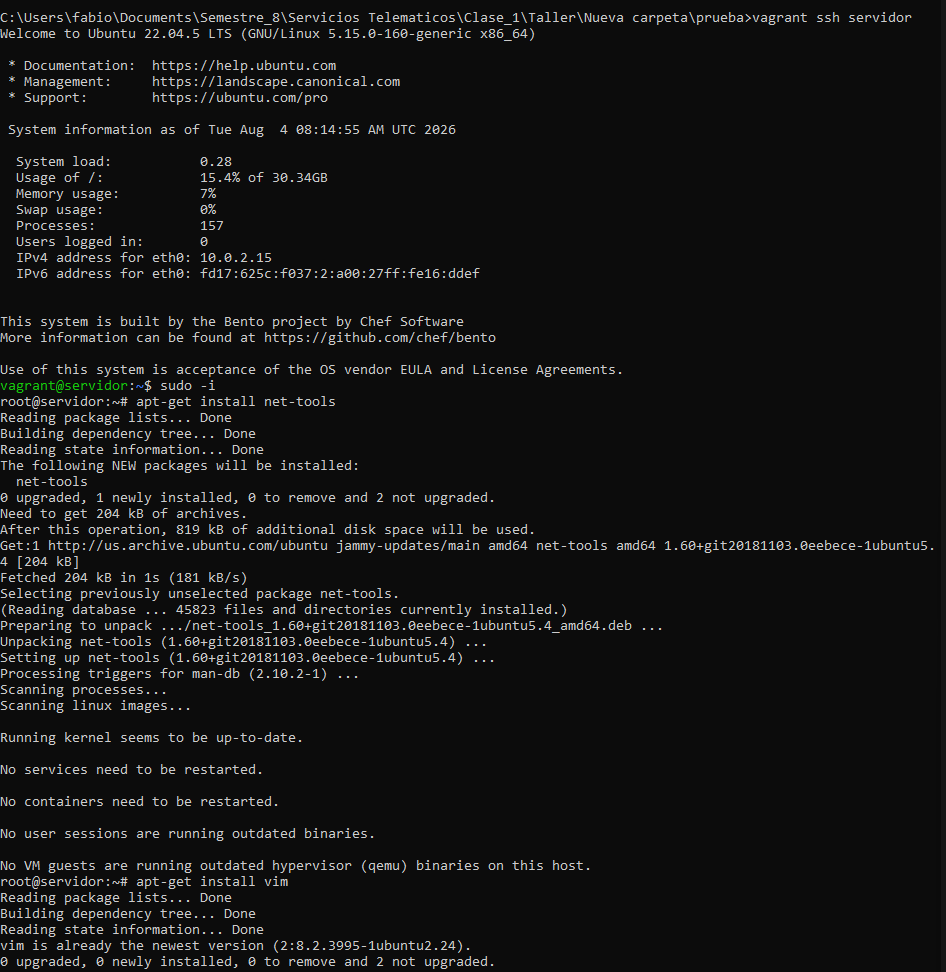 C:\Users\fabio\Documents\Semestre_8\Servicios Telematicos\Clase_1\Taller\Nueva carpeta\prueba>vagrant ssh servidor
Welcome to Ubuntu 22.04.5 LTS (GNU/Linux 5.15.0-160-generic x86_64)

 * Documentation:  https://help.ubuntu.com
 * Management:     https://landscape.canonical.com
 * Support:        https://ubuntu.com/pro

 System information as of Tue Aug  4 08:14:55 AM UTC 2026

  System load:           0.28
  Usage of /:            15.4% of 30.34GB
  Memory usage:          7%
  Swap usage:            0%
  Processes:             157
  Users logged in:       0
  IPv4 address for eth0: 10.0.2.15
  IPv6 address for eth0: fd17:625c:f037:2:a00:27ff:fe16:ddef


This system is built by the Bento project by Chef Software
More information can be found at https://github.com/chef/bento

Use of this system is acceptance of the OS vendor EULA and License Agreements.
vagrant@servidor:~$ sudo -i
root@servidor:~# apt-get install net-tools
Reading package lists... Done
Building dependency tree... Done
Reading state information... Done
The following NEW packages will be installed:
  net-tools
0 upgraded, 1 newly installed, 0 to remove and 2 not upgraded.
Need to get 204 kB of archives.
After this operation, 819 kB of additional disk space will be used.
Get:1 http://us.archive.ubuntu.com/ubuntu jammy-updates/main amd64 net-tools amd64 1.60+git20181103.0eebece-1ubuntu5.
4 [204 kB]
Fetched 204 kB in 1s (181 kB/s)
Selecting previously unselected package net-tools.
(Reading database ... 45823 files and directories currently installed.)
Preparing to unpack .../net-tools_1.60+git20181103.0eebece-1ubuntu5.4_amd64.deb ...
Unpacking net-tools (1.60+git20181103.0eebece-1ubuntu5.4) ...
Setting up net-tools (1.60+git20181103.0eebece-1ubuntu5.4) ...
Processing triggers for man-db (2.10.2-1) ...
Scanning processes...
Scanning linux images...

Running kernel seems to be up-to-date.

No services need to be restarted.

No containers need to be restarted.

No user sessions are running outdated binaries.

No VM guests are running outdated hypervisor (qemu) binaries on this host.
root@servidor:~# apt-get install vim
Reading package lists... Done
Building dependency tree... Done
Reading state information... Done
vim is already the newest version (2:8.2.3995-1ubuntu2.24).
0 upgraded, 0 newly installed, 0 to remove and 2 not upgraded.